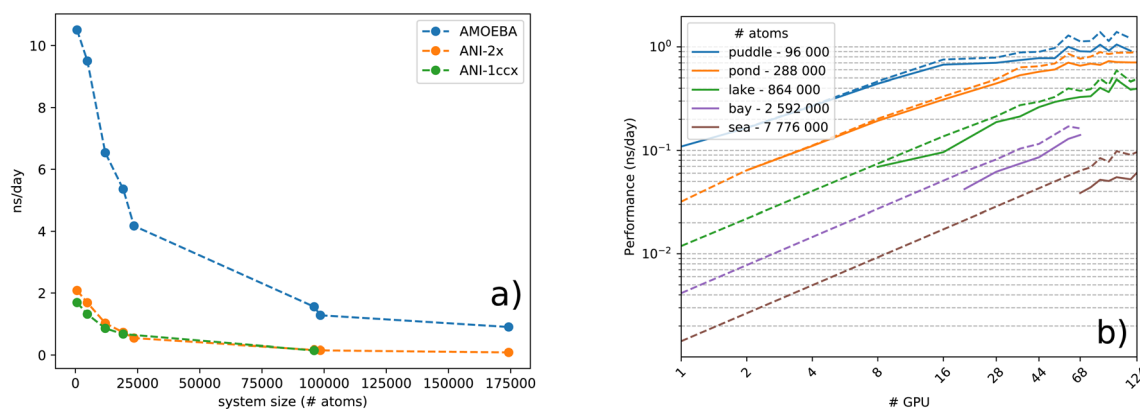 10
8
6
4
2
0
ns/day
0
25000
50000
75000
100000
125000
150000
175000
system size (# atoms)
AMOEBA
ANI-2x
ANI-1ccx
a)
10⁰
10⁻¹
10⁻²
Performance (ns/day)
# atoms
puddle - 96 000
pond - 288 000
lake - 864 000
bay - 2 592 000
sea - 7 776 000
b)
1
2
4
8
16
28
44
68
# GPU